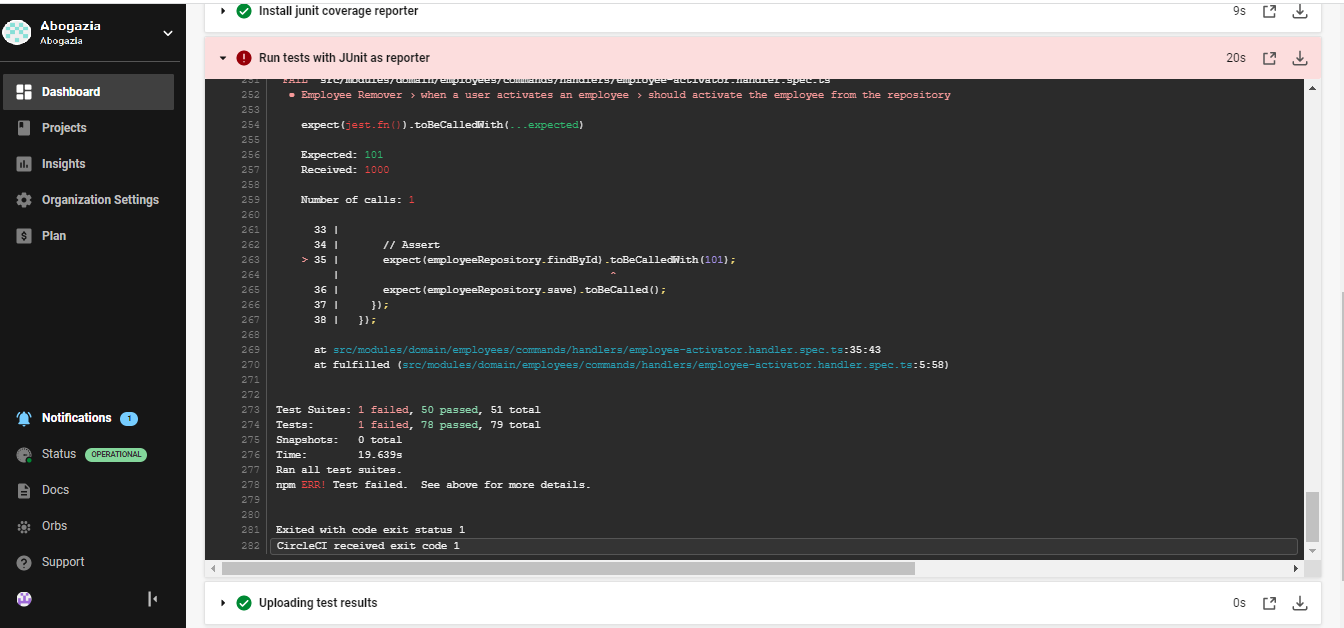 Abogazia
Abogazla
Dashboard
Projects
Insights
Organization Settings
Plan
Notifications 1
Status OPERATIONAL
Docs
Orbs
Support
Install junit coverage reporter 9s
Run tests with JUnit as reporter 20s
251 FAIL src/modules/domain/employees/commands/handlers/employee-activator.handler.spec.ts
252 ● Employee Remover › when a user activates an employee › should activate the employee from the repository
253
254 expect(jest.fn()).toBeCalledWith(...expected)
255
256 Expected: 101
257 Received: 1000
258
259 Number of calls: 1
260
261 33 |
262 34 | // Assert
263 > 35 | expect(employeeRepository.findById).toBeCalledWith(101);
264 | ^
265 36 | expect(employeeRepository.save).toBeCalled();
266 37 | });
267 38 | });
268
269 at src/modules/domain/employees/commands/handlers/employee-activator.handler.spec.ts:35:43
270 at fulfilled (src/modules/domain/employees/commands/handlers/employee-activator.handler.spec.ts:5:58)
271
272
273 Test Suites: 1 failed, 50 passed, 51 total
274 Tests: 1 failed, 78 passed, 79 total
275 Snapshots: 0 total
276 Time: 19.639s
277 Ran all test suites.
278 npm ERR! Test failed. See above for more details.
279
280
281 Exited with code exit status 1
282 CircleCI received exit code 1
Uploading test results 0s